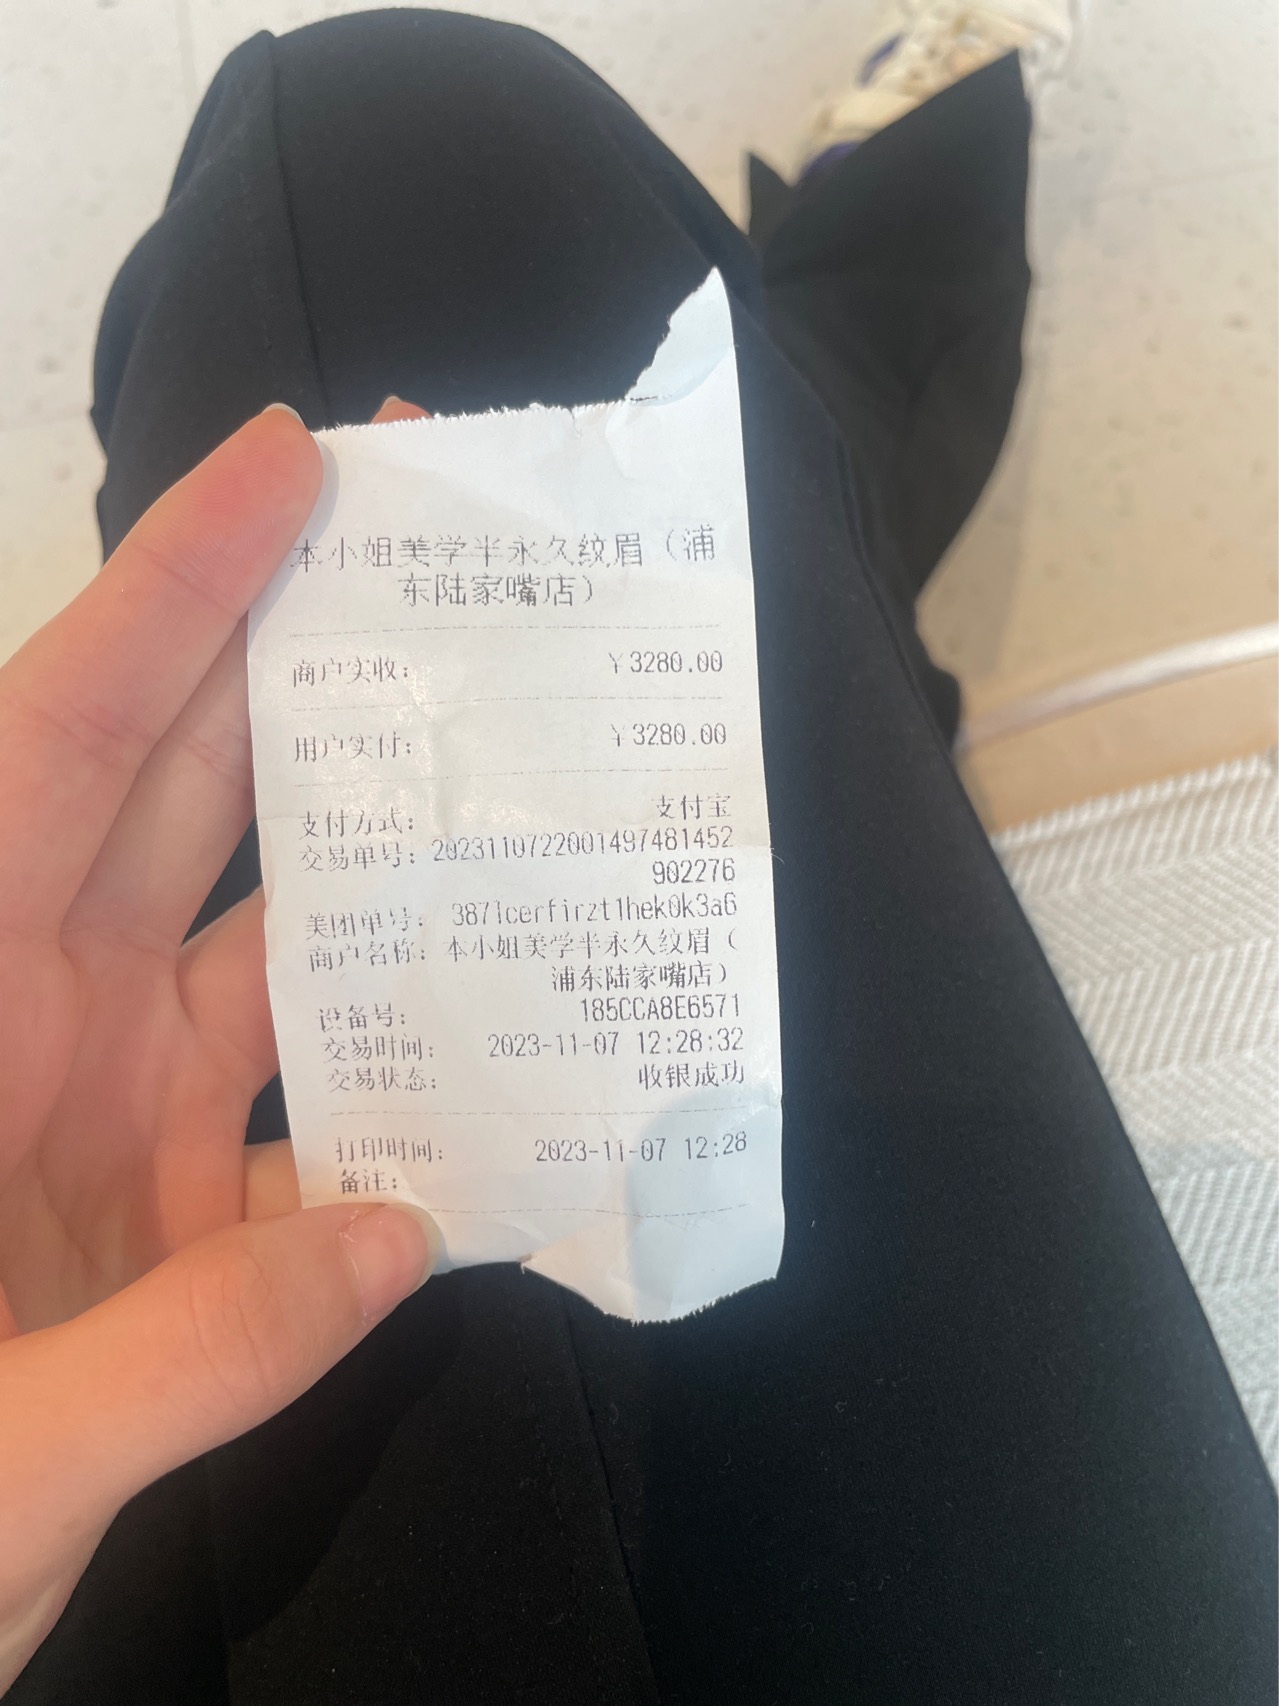 本小姐美学半永久纹眉（浦
东陆家嘴店）
商户实收： ￥3280.00
用户实付： ￥3280.00
支付方式： 支付宝
交易单号：2023110722001497481452
902276
美团单号： 3871cerfirzt1hek0k3a6
商户名称：本小姐美学半永久纹眉（
浦东陆家嘴店）
设备号： 185CCA8E6571
交易时间： 2023-11-07 12:28:32
交易状态： 收银成功
打印时间： 2023-11-07 12:28
备注：